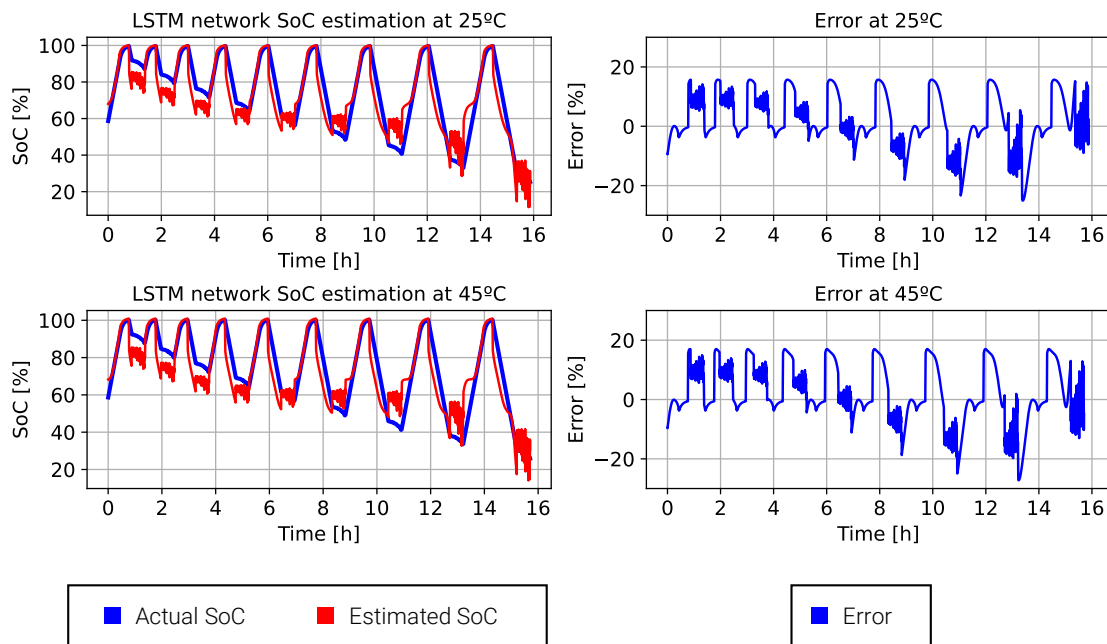 LSTM network SoC estimation at 25ºC
100
80
60
40
20
SoC [%]
0 2 4 6 8 10 12 14 16
Time [h]
Error at 25ºC
20
0
−20
Error [%]
0 2 4 6 8 10 12 14 16
Time [h]
LSTM network SoC estimation at 45ºC
100
80
60
40
20
SoC [%]
0 2 4 6 8 10 12 14 16
Time [h]
Error at 45ºC
20
0
−20
Error [%]
0 2 4 6 8 10 12 14 16
Time [h]
Actual SoC Estimated SoC
Error